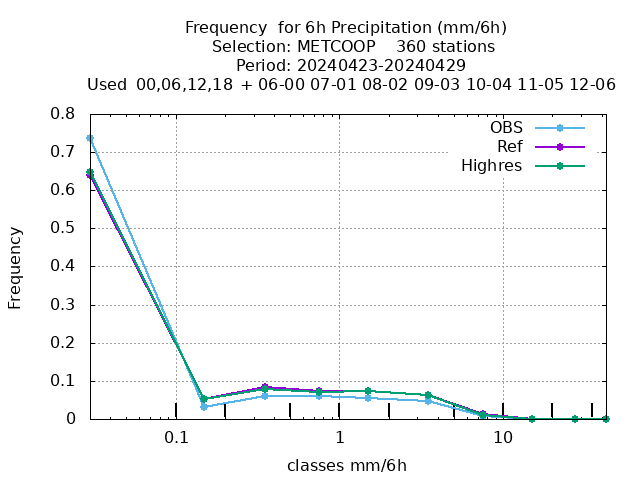 Frequency  for 6h Precipitation (mm/6h)
Selection: METCOOP    360 stations
Period: 20240423-20240429
Used  00,06,12,18  + 06-00 07-01 08-02 09-03 10-04 11-05 12-06
0.8
0.7
0.6
0.5
0.4
0.3
0.2
0.1
0
Frequency
OBS
Ref
Highres
0.1 1 10
classes mm/6h